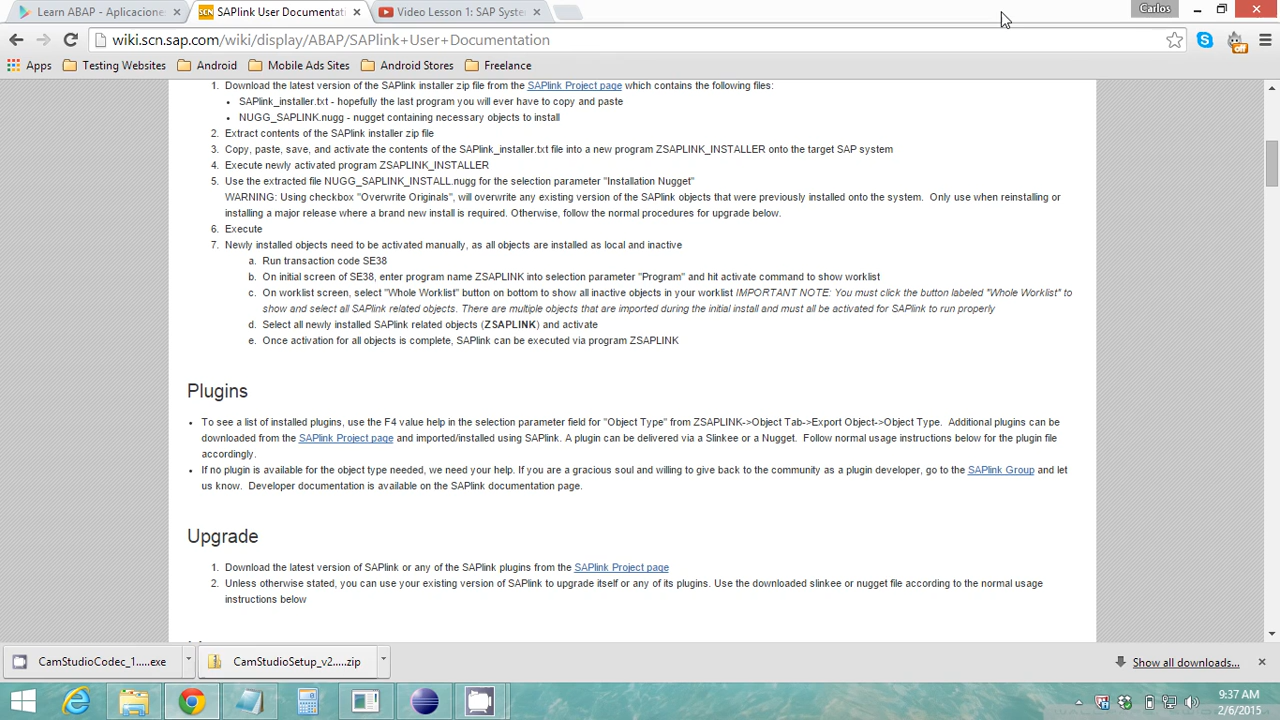 Learn ABAP - Aplicacione
SAPlink User Documentati
Video Lesson 1: SAP Syste
Carlos
wiki.scn.sap.com/wiki/display/ABAP/SAPlink+User+Documentation
off
Apps
Testing Websites
Android
Mobile Ads Sites
Android Stores
Freelance
1. Download the latest version of the SAPlink installer zip file from the SAPlink Project page which contains the following files:
• SAPlink_installer.txt - hopefully the last program you will ever have to copy and paste
• NUGG_SAPLINK.nugg - nugget containing necessary objects to install
2. Extract contents of the SAPlink installer zip file
3. Copy, paste, save, and activate the contents of the SAPlink_installer.txt file into a new program ZSAPLINK_INSTALLER onto the target SAP system
4. Execute newly activated program ZSAPLINK_INSTALLER
5. Use the extracted file NUGG_SAPLINK_INSTALL.nugg for the selection parameter "Installation Nugget"
WARNING: Using checkbox "Overwrite Originals", will overwrite any existing version of the SAPlink objects that were previously installed onto the system. Only use when reinstalling or
installing a major release where a brand new install is required. Otherwise, follow the normal procedures for upgrade below.
6. Execute
7. Newly installed objects need to be activated manually, as all objects are installed as local and inactive
a. Run transaction code SE38
b. On initial screen of SE38, enter program name ZSAPLINK into selection parameter "Program" and hit activate command to show worklist
c. On worklist screen, select "Whole Worklist" button on bottom to show all inactive objects in your worklist IMPORTANT NOTE: You must click the button labeled "Whole Worklist" to
show and select all SAPlink related objects. There are multiple objects that are imported during the initial install and must all be activated for SAPlink to run properly
d. Select all newly installed SAPlink related objects (ZSAPLINK) and activate
e. Once activation for all objects is complete, SAPlink can be executed via program ZSAPLINK
Plugins
• To see a list of installed plugins, use the F4 value help in the selection parameter field for "Object Type" from ZSAPLINK->Object Tab->Export Object->Object Type. Additional plugins can be
downloaded from the SAPlink Project page and imported/installed using SAPlink. A plugin can be delivered via a Slinkee or a Nugget. Follow normal usage instructions below for the plugin file
accordingly.
• If no plugin is available for the object type needed, we need your help. If you are a gracious soul and willing to give back to the community as a plugin developer, go to the SAPlink Group and let
us know. Developer documentation is available on the SAPlink documentation page.
Upgrade
1. Download the latest version of SAPlink or any of the SAPlink plugins from the SAPlink Project page
2. Unless otherwise stated, you can use your existing version of SAPlink to upgrade itself or any of its plugins. Use the downloaded slinkee or nugget file according to the normal usage
instructions below
CamStudioCodec_1.....exe
CamStudioSetup_v2.....zip
Show all downloads...
9:37 AM
2/6/2015